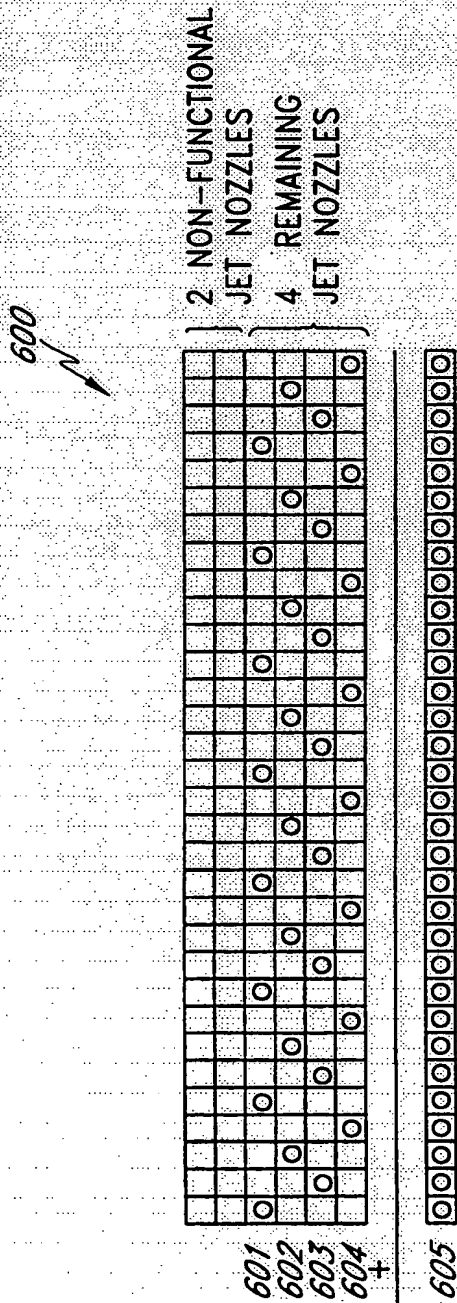 600
2 NON-FUNCTIONAL
JET NOZZLES
4 REMAINING
JET NOZZLES
601
602
603
604
+
605